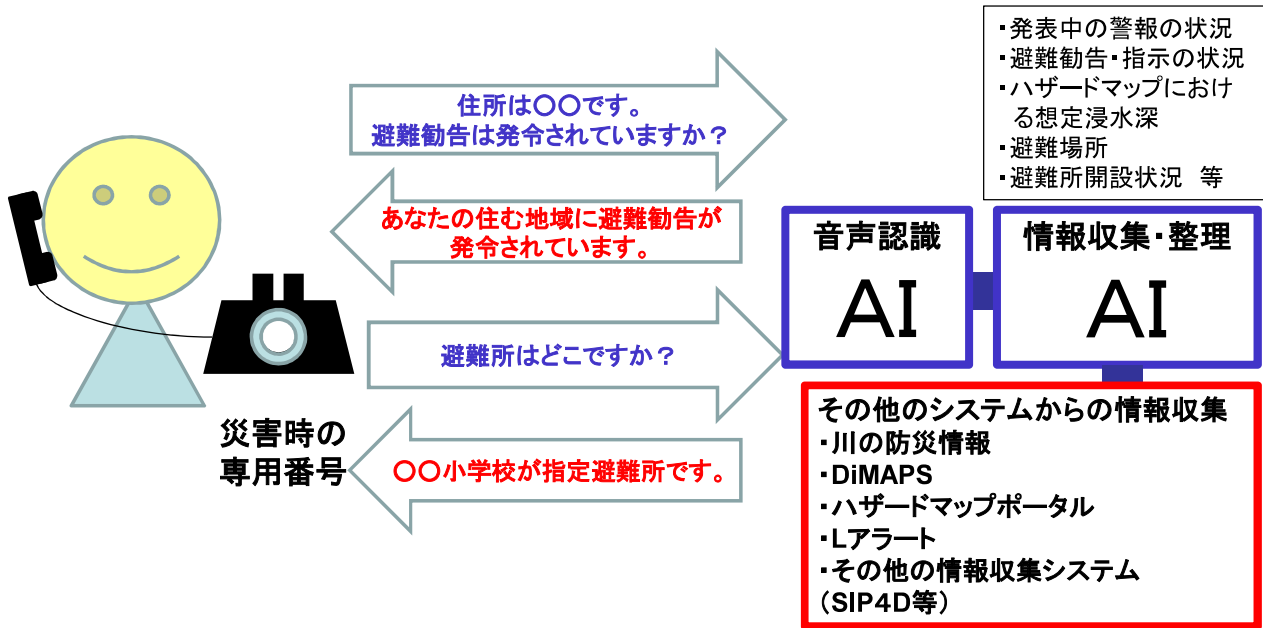 ・発表中の警報の状況
・避難勧告・指示の状況
・ハザードマップにおけ
る想定浸水深
・避難場所
・避難所開設状況　等
住所は〇〇です。
避難勧告は発令されていますか？
あなたの住む地域に避難勧告が
発令されています。
避難所はどこですか？
〇〇小学校が指定避難所です。
災害時の
専用番号
音声認識
AI
情報収集・整理
AI
その他のシステムからの情報収集
・川の防災情報
・DiMAPS
・ハザードマップポータル
・Lアラート
・その他の情報収集システム
（SIP4D等）